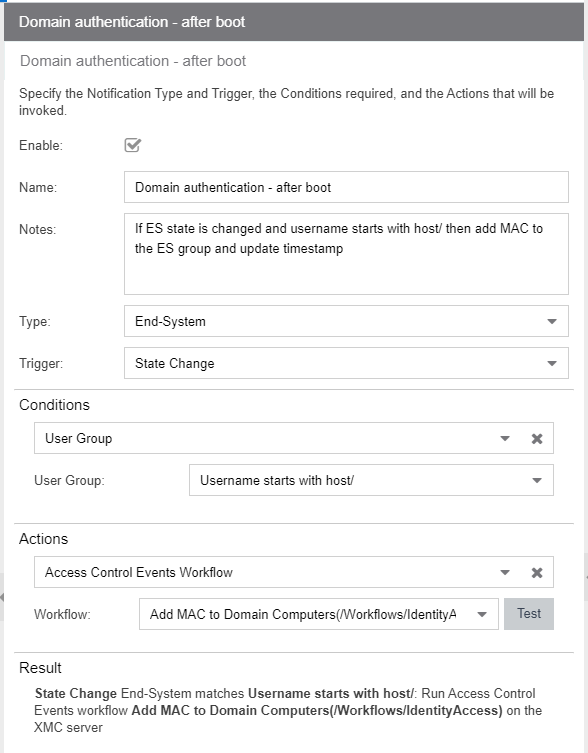 Domain authentication - after boot
Domain authentication - after boot
Specify the Notification Type and Trigger, the Conditions required, and the Actions that will be
invoked.
Enable:
Name: Domain authentication - after boot
Notes: If ES state is changed and username starts with host/ then add MAC to
the ES group and update timestamp
Type: End-System
Trigger: State Change
Conditions
User Group
User Group: Username starts with host/
Actions
Access Control Events Workflow
Workflow: Add MAC to Domain Computers(/Workflows/IdentityA Test
Result
State Change End-System matches Username starts with host/: Run Access Control
Events workflow Add MAC to Domain Computers(/Workflows/IdentityAccess) on the
XMC server